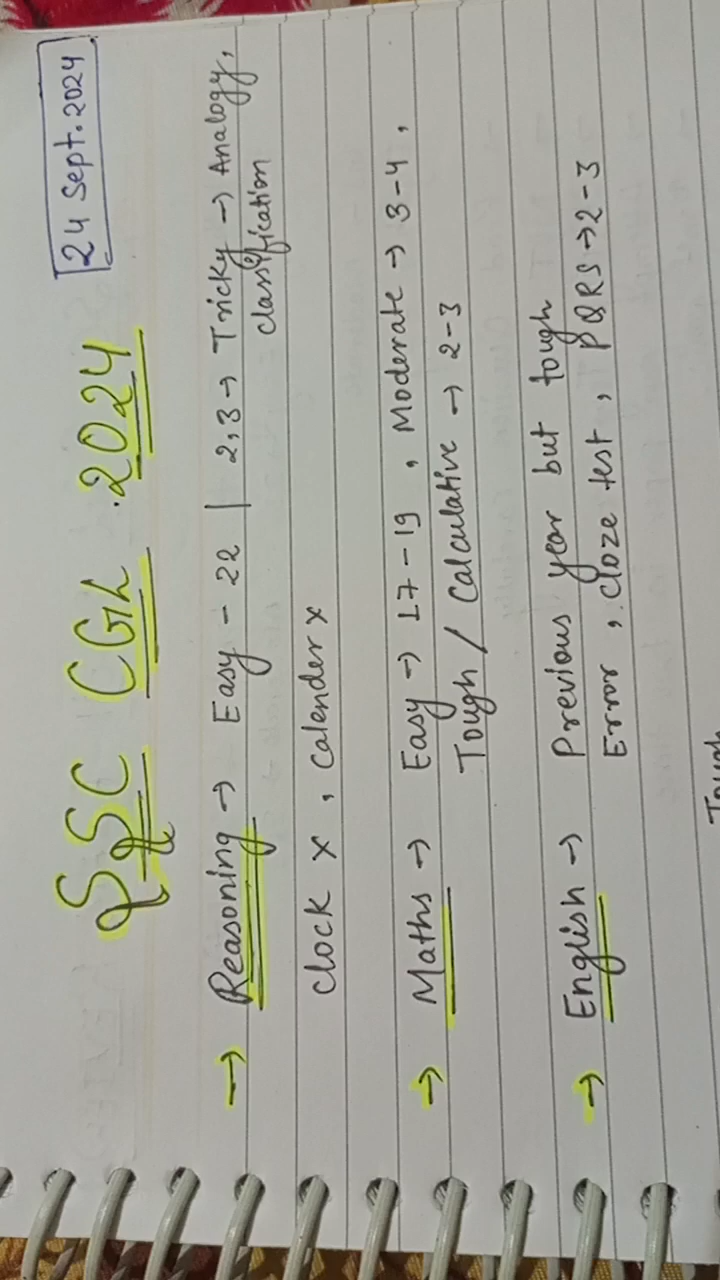 24 Sept. 2024
SSC CGL 2024
→ Reasoning → Easy - 22 | 2,3 → Tricky → Analogy,
classification
clock x , calender x
→ Maths → Easy → 17-19 , Moderate → 3-4 ,
Tough / Calculative → 2-3
→ English → Previous year but tough
Error , cloze test , PQRS → 2-3